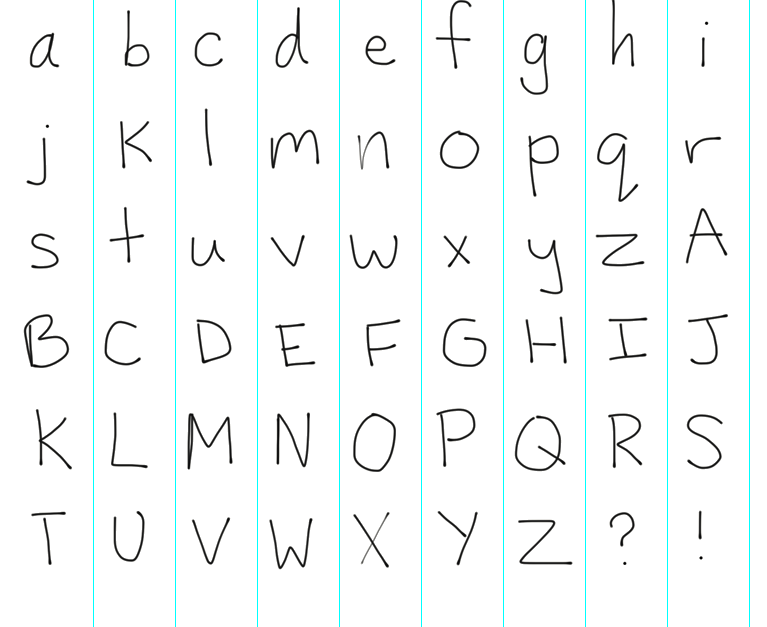 a b c d e f g h i
j k l m n o p q r
s t u v w x y z A
B C D E F G H I J
K L M N O P Q R S
T U V W X Y Z ? !